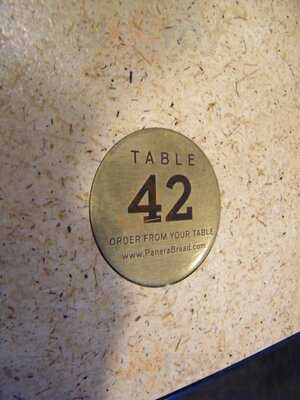 TABLE
42
ORDER FROM YOUR TABLE
www.PaneraBread.com